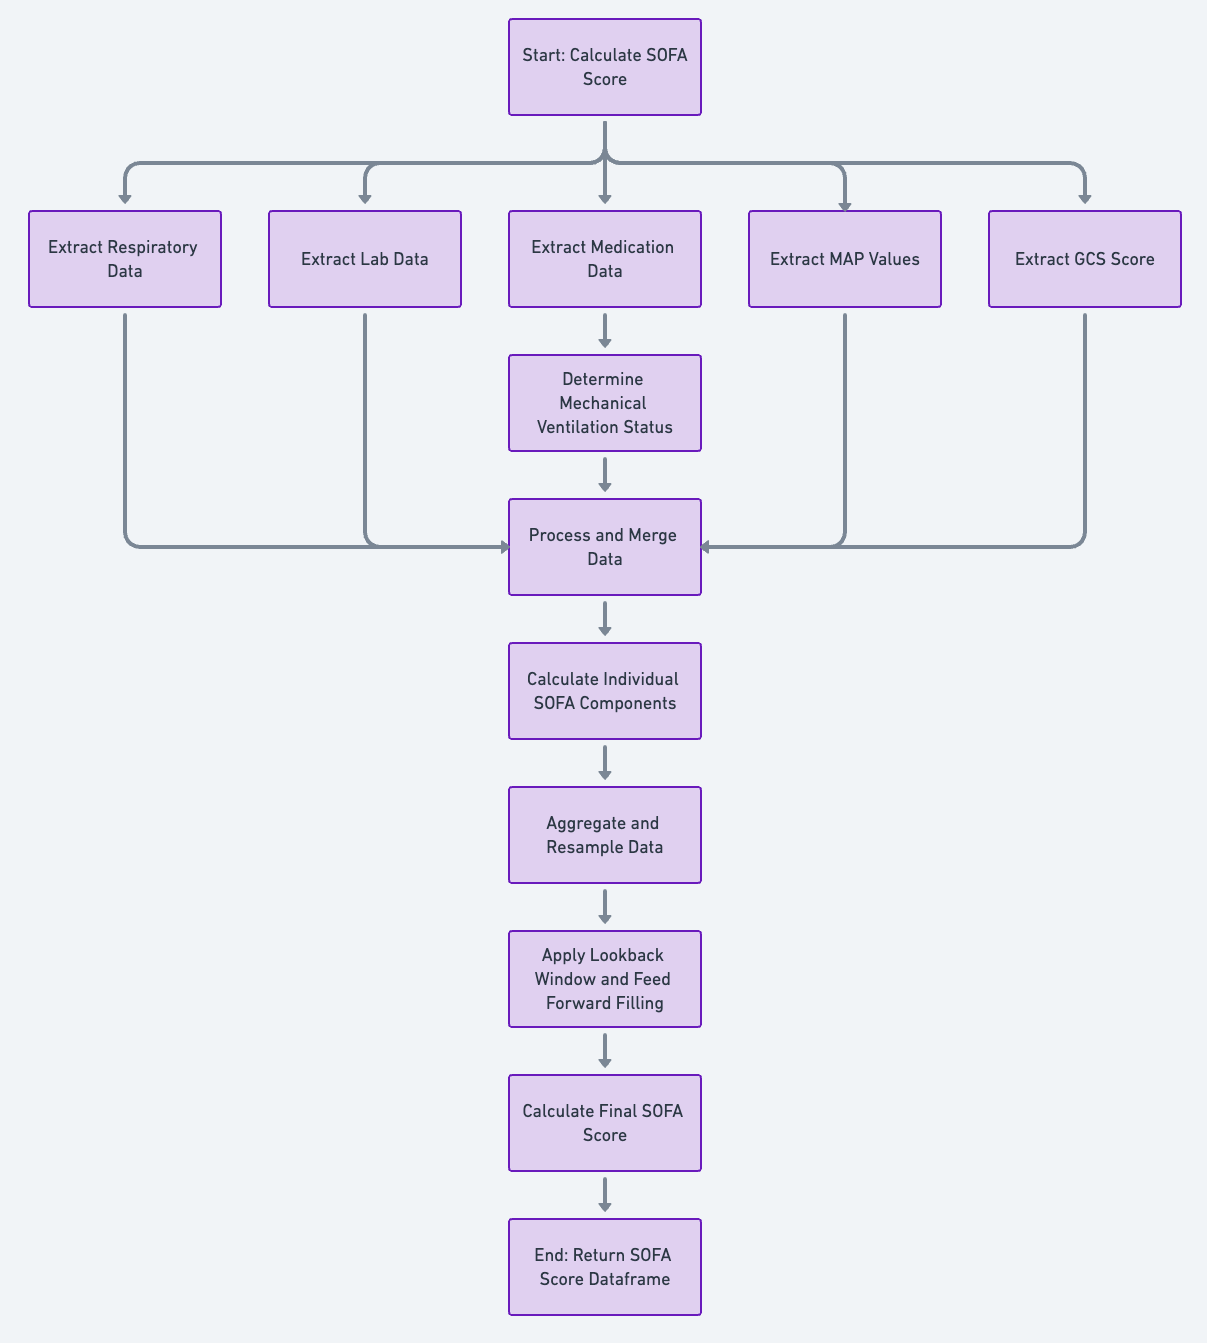 Start: Calculate SOFA
Score
Extract Respiratory
Data
Extract Lab Data
Extract Medication
Data
Extract MAP Values
Extract GCS Score
Determine
Mechanical
Ventilation Status
Process and Merge
Data
Calculate Individual
SOFA Components
Aggregate and
Resample Data
Apply Lookback
Window and Feed
Forward Filling
Calculate Final SOFA
Score
End: Return SOFA
Score Dataframe